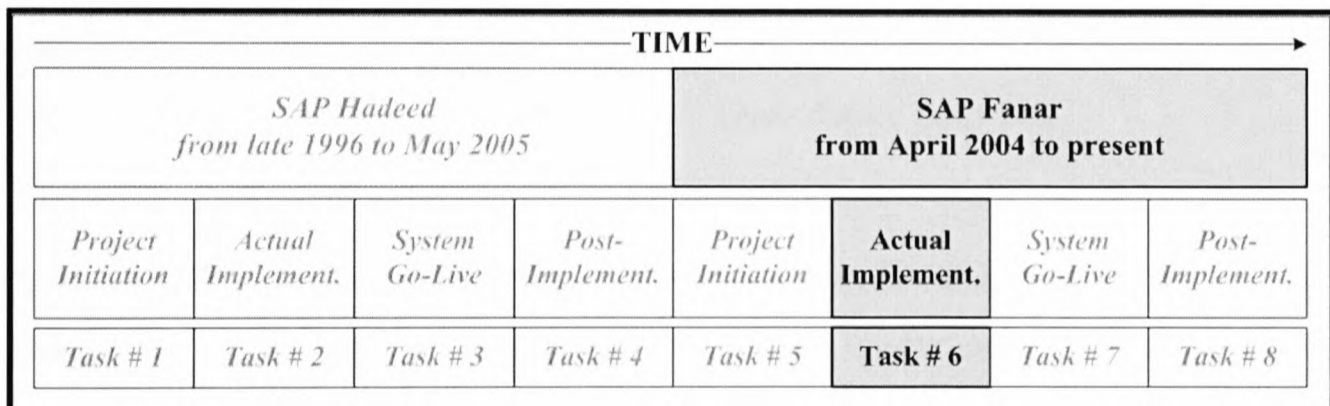 TIME
SAP Hadeed
from late 1996 to May 2005
SAP Fanar
from April 2004 to present
Project
Initiation
Actual
Implement.
System
Go-Live
Post-
Implement.
Project
Initiation
Actual
Implement.
System
Go-Live
Post-
Implement.
Task # 1
Task # 2
Task # 3
Task # 4
Task # 5
Task # 6
Task # 7
Task # 8